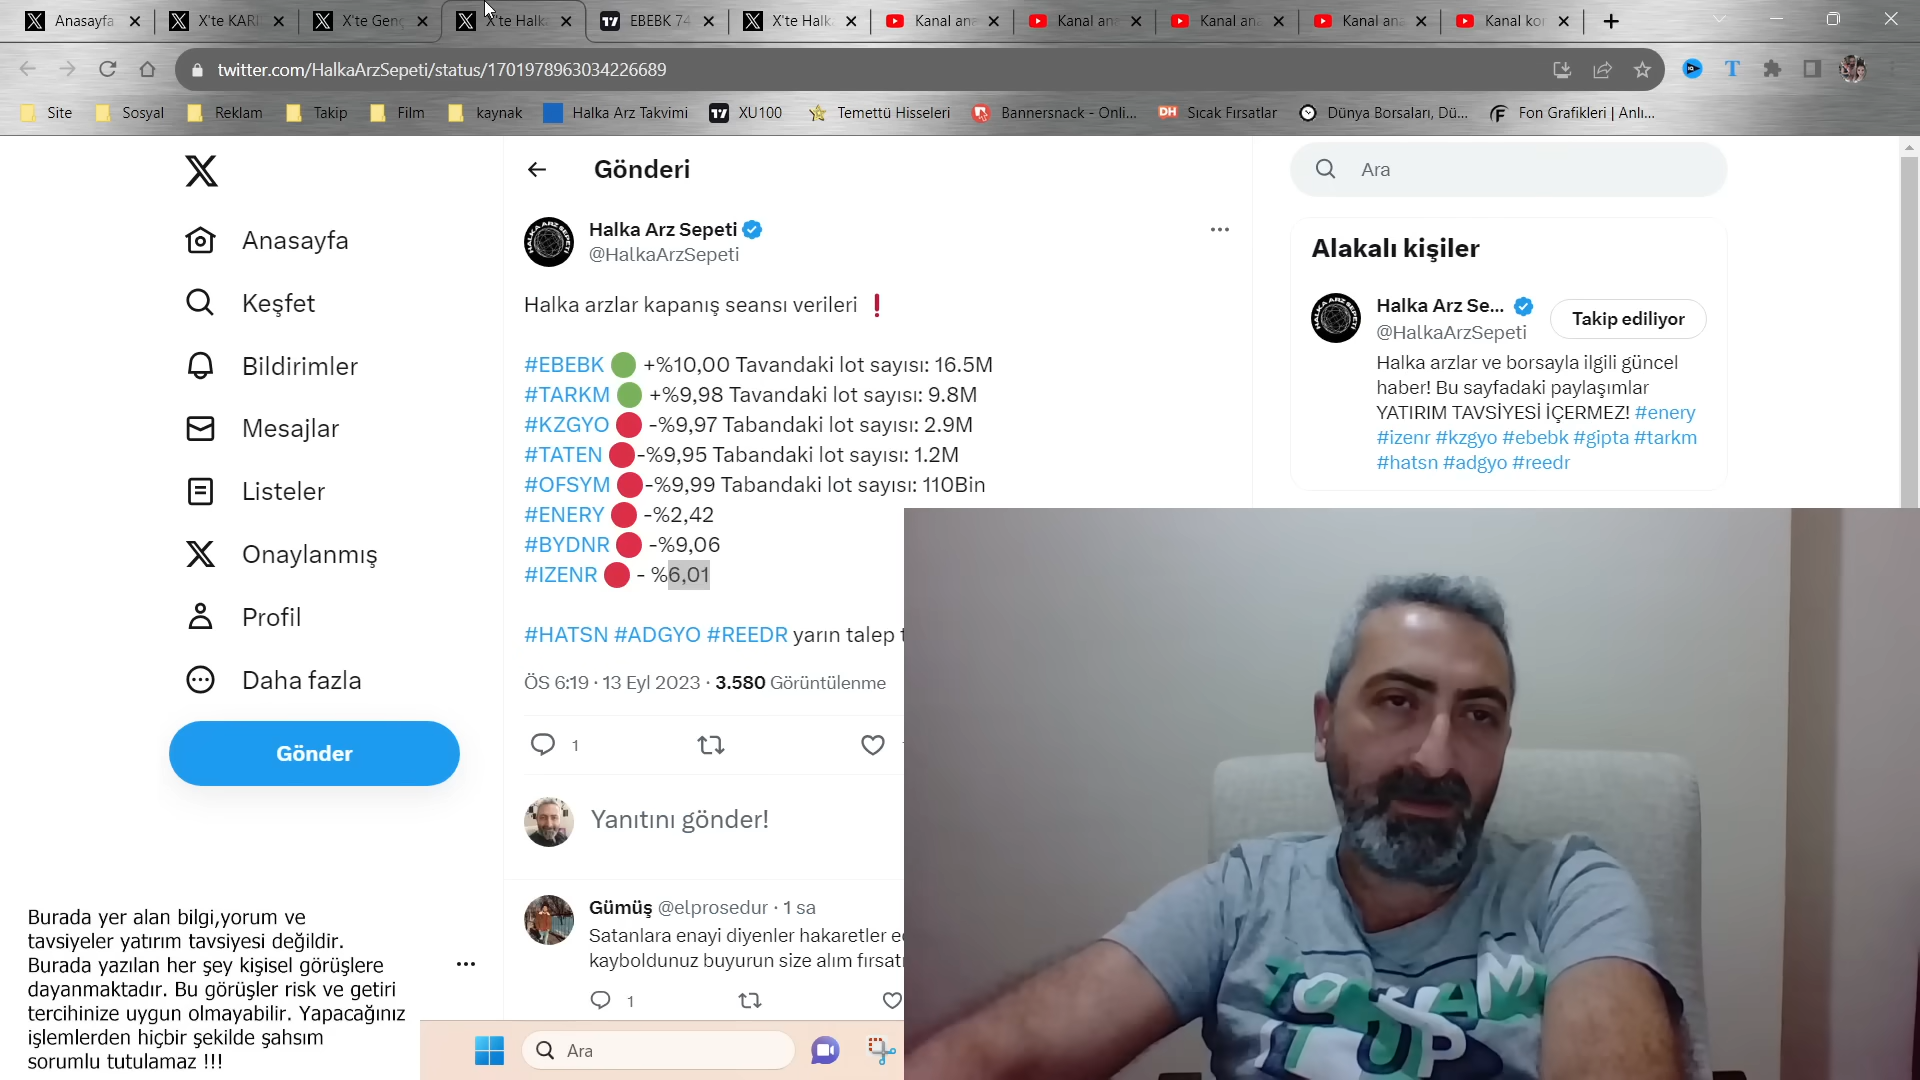 Anasayfa
X'te KARI
X'te Genç
X'te Halk
EBEBK 74
X'te Halk
Kanal ana
Kanal ana
Kanal ana
Kanal ana
Kanal kon
twitter.com/HalkaArzSepeti/status/1701978963034226689
Site
Sosyal
Reklam
Takip
Film
kaynak
Halka Arz Takvimi
XU100
Temettü Hisseleri
Bannersnack - Onli...
DH Sıcak Fırsatlar
Dünya Borsaları, Dü...
Fon Grafikleri | Anlı...
Anasayfa
Keşfet
Bildirimler
Mesajlar
Listeler
Onaylanmış
Profil
Daha fazla
Gönder
Gönderi
Halka Arz Sepeti
@HalkaArzSepeti
Halka arzlar kapanış seansı verileri ❗
#EBEBK 🟢 +%10,00 Tavandaki lot sayısı: 16.5M
#TARKM 🟢 +%9,98 Tavandaki lot sayısı: 9.8M
#KZGYO 🔴 -%9,97 Tabandaki lot sayısı: 2.9M
#TATEN 🔴-%9,95 Tabandaki lot sayısı: 1.2M
#OFSYM 🔴-%9,99 Tabandaki lot sayısı: 110Bin
#ENERY 🔴 -%2,42
#BYDNR 🔴 -%9,06
#IZENR 🔴 - %6,01
#HATSN #ADGYO #REEDR yarın talep t
ÖS 6:19 · 13 Eyl 2023 · 3.580 Görüntülenme
1
Yanıtını gönder!
Gümüş @elprosedur · 1 sa
Satanlara enayi diyenler hakaretler ed
kayboldunuz buyurun size alım fırsatı
1
Ara
Alakalı kişiler
Halka Arz Se...
@HalkaArzSepeti
Takip ediliyor
Halka arzlar ve borsayla ilgili güncel
haber! Bu sayfadaki paylaşımlar
YATIRIM TAVSİYESİ İÇERMEZ! #enery
#izenr #kzgyo #ebebk #gipta #tarkm
#hatsn #adgyo #reedr
Burada yer alan bilgi,yorum ve
tavsiyeler yatırım tavsiyesi değildir.
Burada yazılan her şey kişisel görüşlere
dayanmaktadır. Bu görüşler risk ve getiri
tercihinize uygun olmayabilir. Yapacağınız
işlemlerden hiçbir şekilde şahsım
sorumlu tutulamaz !!!
Ara